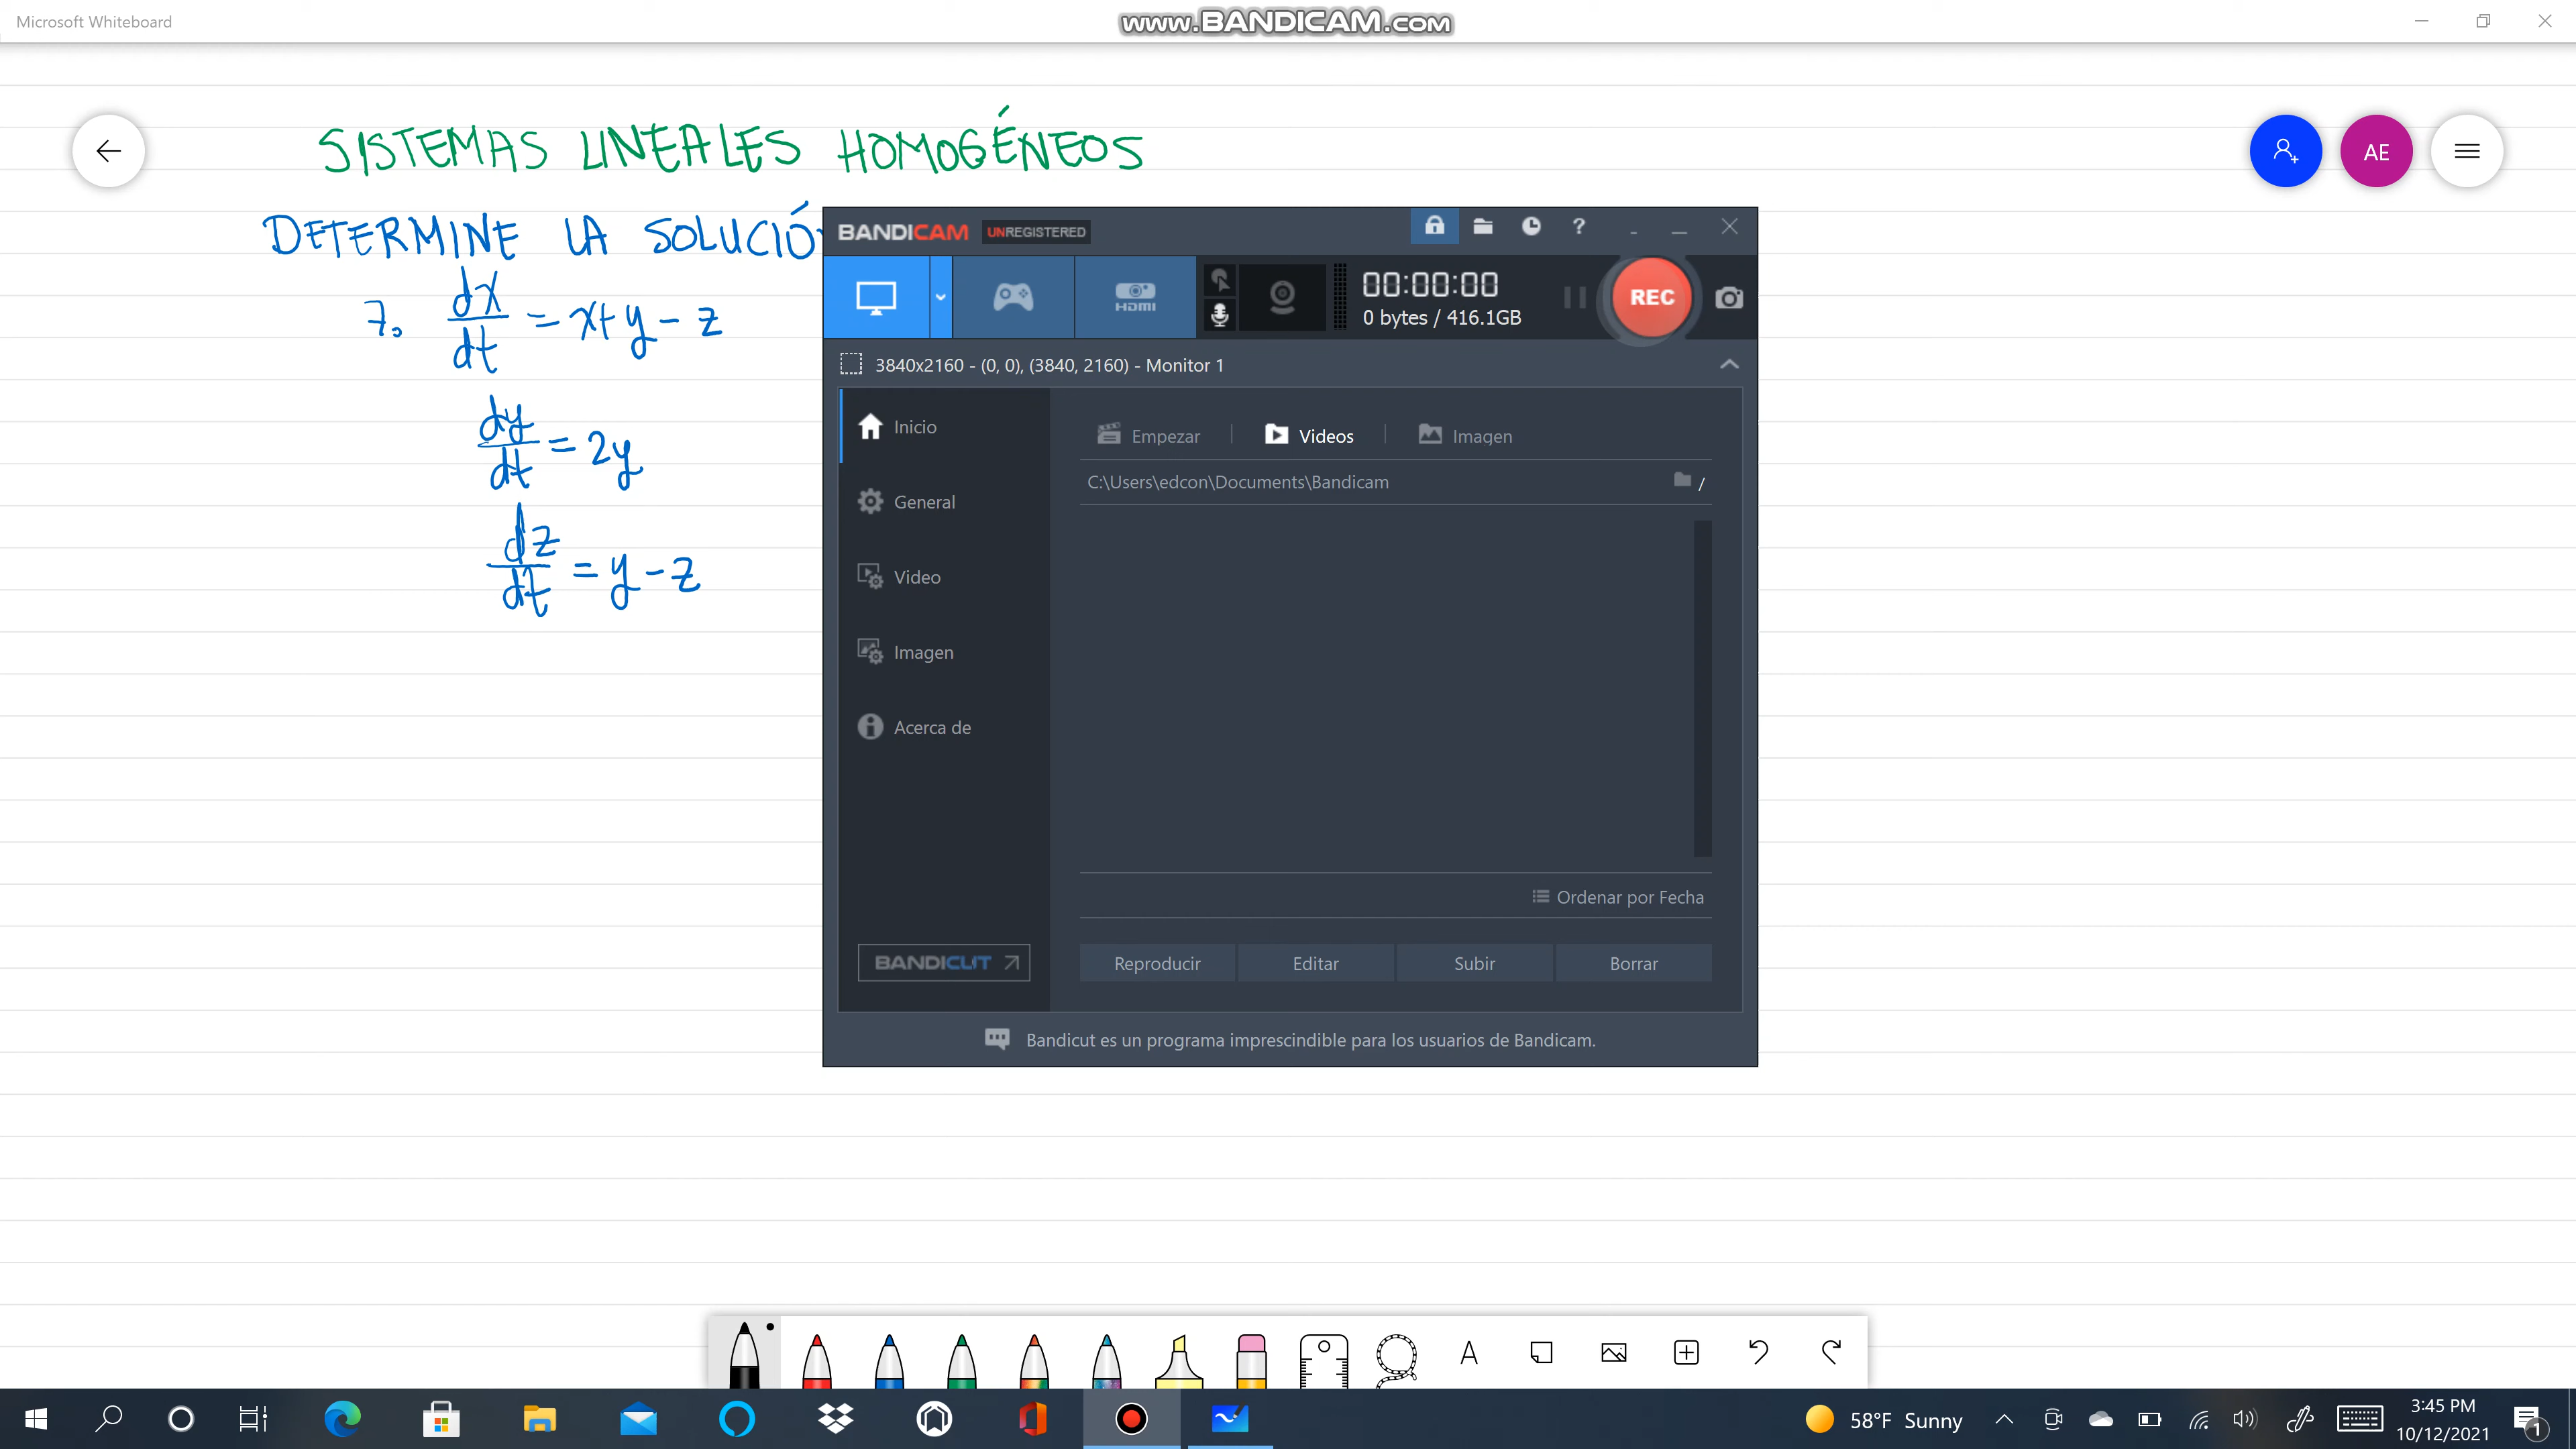 Microsoft Whiteboard
www.BANDICAM.com
SISTEMAS LINEALES HOMOGÉNEOS
AE
DETERMINE LA SOLUCIÓ
7. dx/dt = x+y-z
dy/dt = 2y
dz/dt = y-z
BANDICAM UNREGISTERED
?
HDMI
00:00:00
0 bytes / 416.1GB
REC
3840x2160 - (0, 0), (3840, 2160) - Monitor 1
Inicio
General
Video
Imagen
Acerca de
Empezar Videos Imagen
C:\Users\edcon\Documents\Bandicam
/
Ordenar por Fecha
BANDICUT
Reproducir Editar Subir Borrar
Bandicut es un programa imprescindible para los usuarios de Bandicam.
A
58°F Sunny
3:45 PM
10/12/2021
1